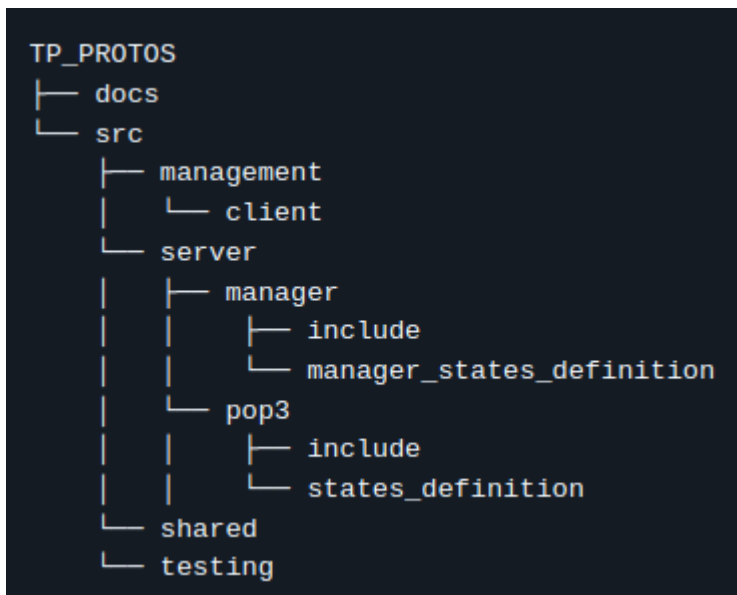 TP_PROTOS
├── docs
└── src
    ├── management
    │   └── client
    └── server
    │   ├── manager
    │   │    ├── include
    │   │    └── manager_states_definition
    │   └── pop3
    │   │    ├── include
    │   │    └── states_definition
    └── shared
    └── testing